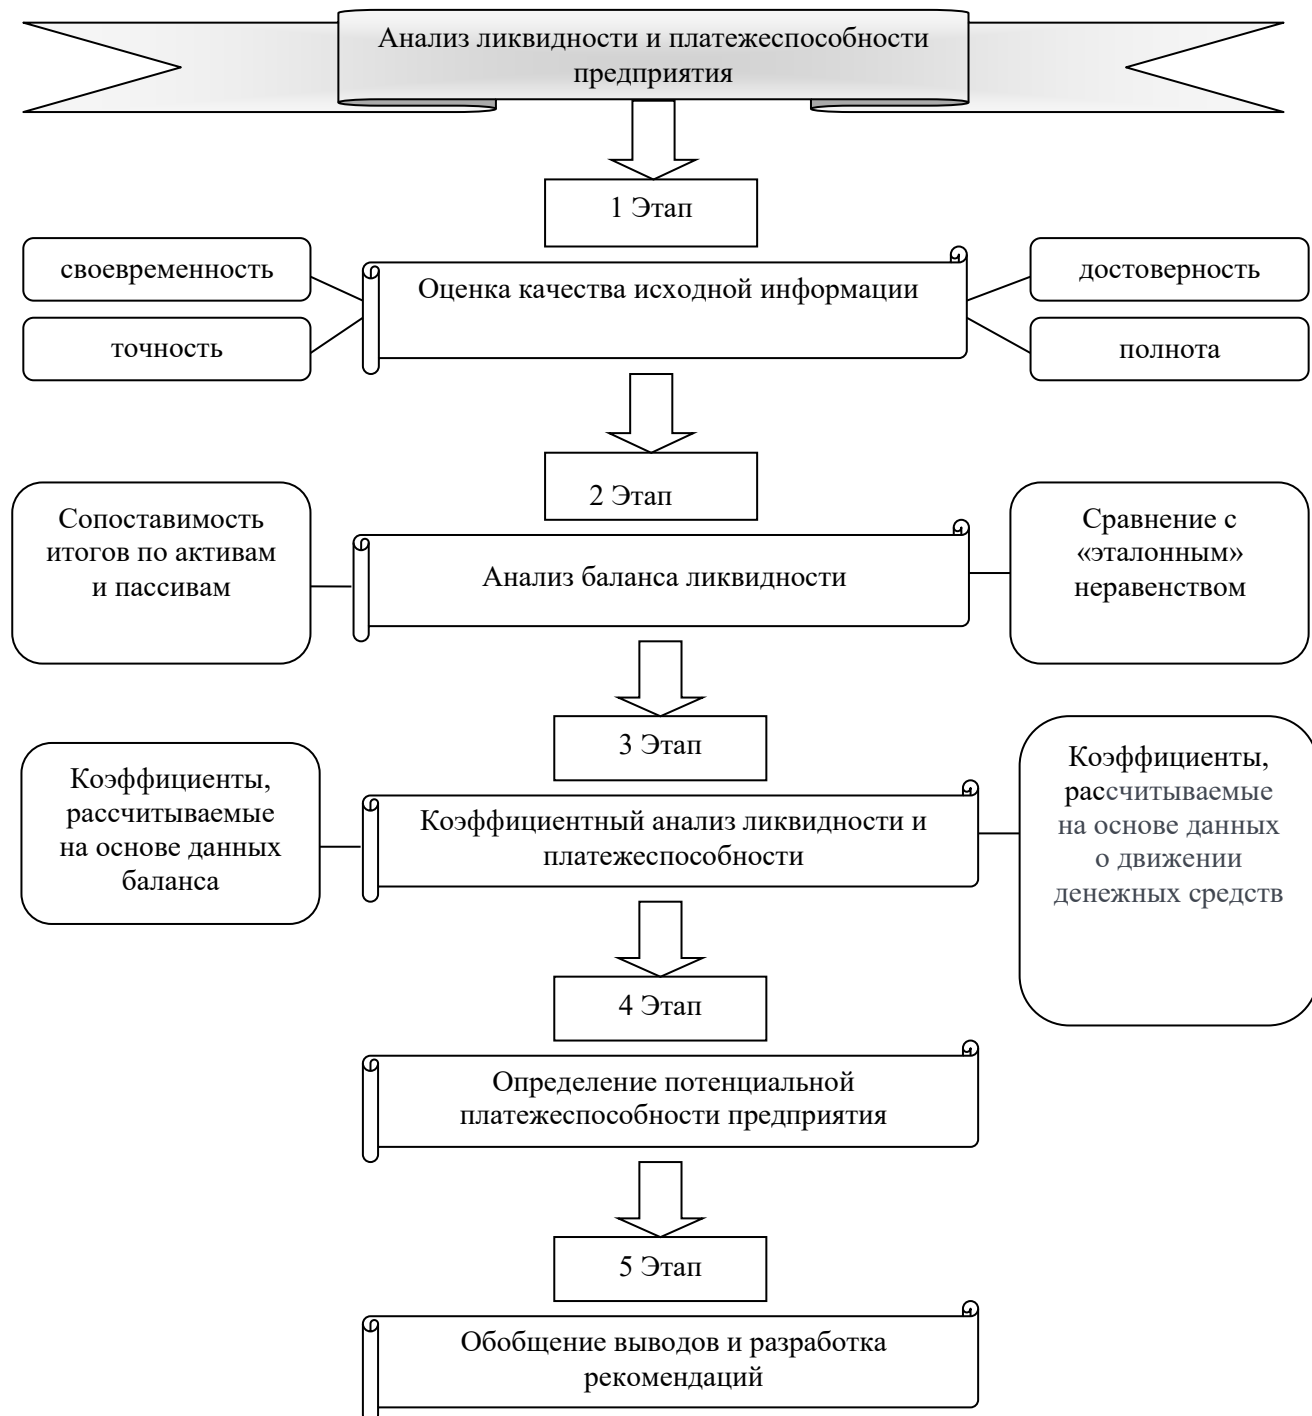 Анализ ликвидности и платежеспособности
предприятия
1 Этап
своевременность
точность
Оценка качества исходной информации
достоверность
полнота
2 Этап
Сопоставимость
итогов по активам
и пассивам
Анализ баланса ликвидности
Сравнение с
«эталонным»
неравенством
3 Этап
Коэффициенты,
рассчитываемые
на основе данных
баланса
Коэффициентный анализ ликвидности и
платежеспособности
Коэффициенты,
рассчитываемые
на основе данных
о движении
денежных средств
4 Этап
Определение потенциальной
платежеспособности предприятия
5 Этап
Обобщение выводов и разработка
рекомендаций